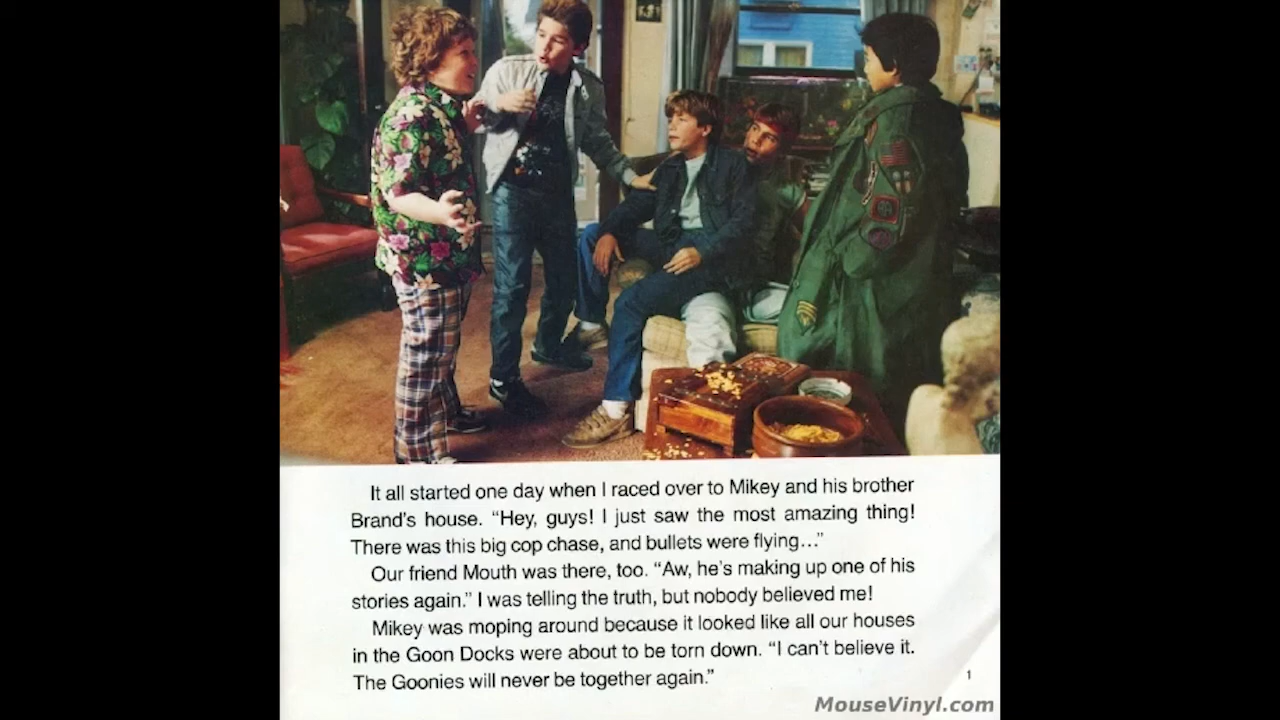 It all started one day when I raced over to Mikey and his brother
Brand's house. “Hey, guys! I just saw the most amazing thing!
There was this big cop chase, and bullets were flying...”
Our friend Mouth was there, too. “Aw, he's making up one of his
stories again.” I was telling the truth, but nobody believed me!
Mikey was moping around because it looked like all our houses
in the Goon Docks were about to be torn down. “I can't believe it.
The Goonies will never be together again.”
1
MouseVinyl.com